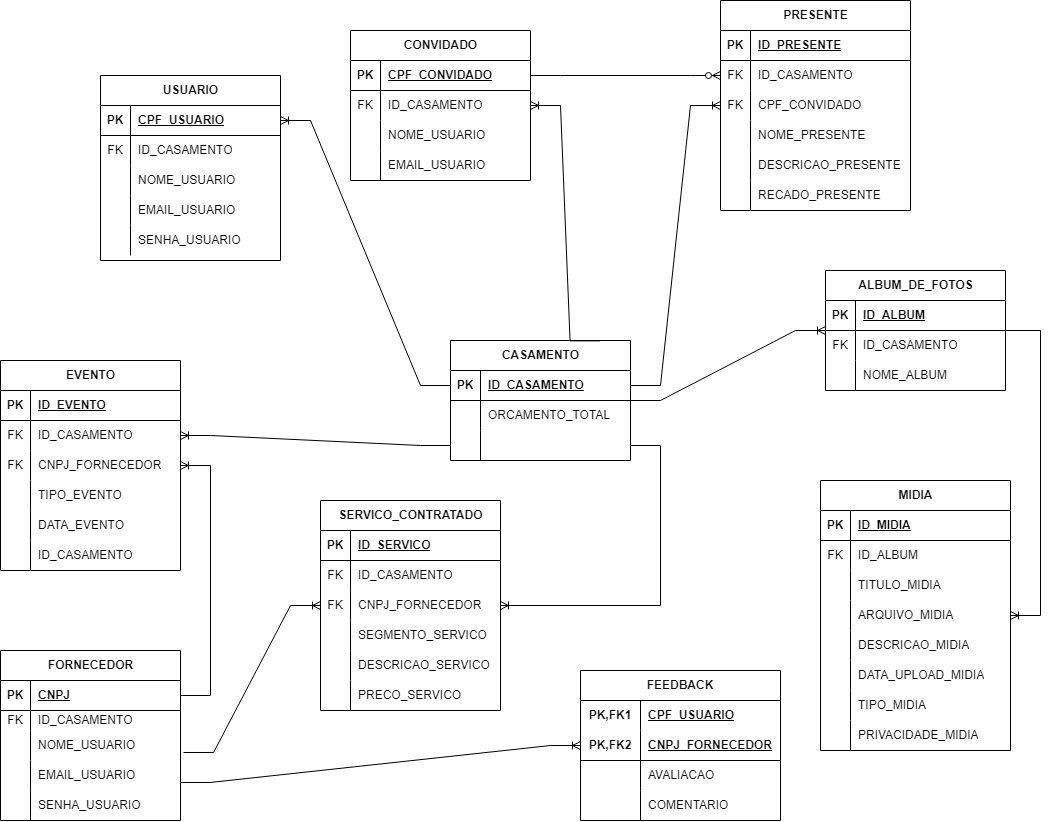 PRESENTE
PK ID_PRESENTE
FK ID_CASAMENTO
FK CPF_CONVIDADO
NOME_PRESENTE
DESCRICAO_PRESENTE
RECADO_PRESENTE
CONVIDADO
PK CPF_CONVIDADO
FK ID_CASAMENTO
NOME_USUARIO
EMAIL_USUARIO
USUARIO
PK CPF_USUARIO
FK ID_CASAMENTO
NOME_USUARIO
EMAIL_USUARIO
SENHA_USUARIO
ALBUM_DE_FOTOS
PK ID_ALBUM
FK ID_CASAMENTO
NOME_ALBUM
CASAMENTO
PK ID_CASAMENTO
ORCAMENTO_TOTAL
EVENTO
PK ID_EVENTO
FK ID_CASAMENTO
FK CNPJ_FORNECEDOR
TIPO_EVENTO
DATA_EVENTO
ID_CASAMENTO
SERVICO_CONTRATADO
PK ID_SERVICO
FK ID_CASAMENTO
FK CNPJ_FORNECEDOR
SEGMENTO_SERVICO
DESCRICAO_SERVICO
PRECO_SERVICO
MIDIA
PK ID_MIDIA
FK ID_ALBUM
TITULO_MIDIA
ARQUIVO_MIDIA
DESCRICAO_MIDIA
DATA_UPLOAD_MIDIA
TIPO_MIDIA
PRIVACIDADE_MIDIA
FORNECEDOR
PK CNPJ
FK ID_CASAMENTO
NOME_USUARIO
EMAIL_USUARIO
SENHA_USUARIO
FEEDBACK
PK,FK1 CPF_USUARIO
PK,FK2 CNPJ_FORNECEDOR
AVALIACAO
COMENTARIO